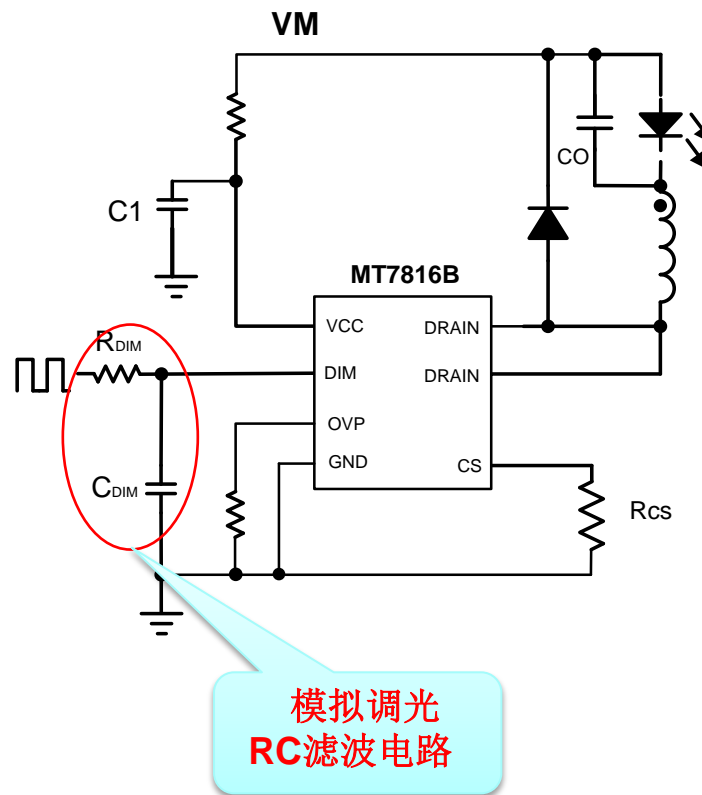 VM
CO
C1
MT7816B
VCC
DRAIN
RDIM
DIM
DRAIN
OVP
GND
CS
CDIM
Rcs
模拟调光
RC滤波电路